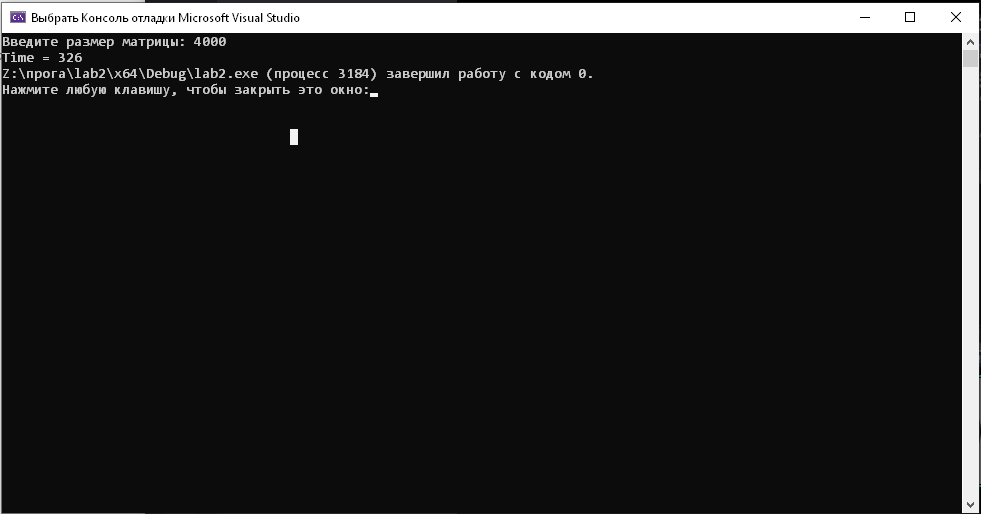 Выбрать Консоль отладки Microsoft Visual Studio
Введите размер матрицы: 4000
Time = 326
Z:\прога\lab2\x64\Debug\lab2.exe (процесс 3184) завершил работу с кодом 0.
Нажмите любую клавишу, чтобы закрыть это окно: